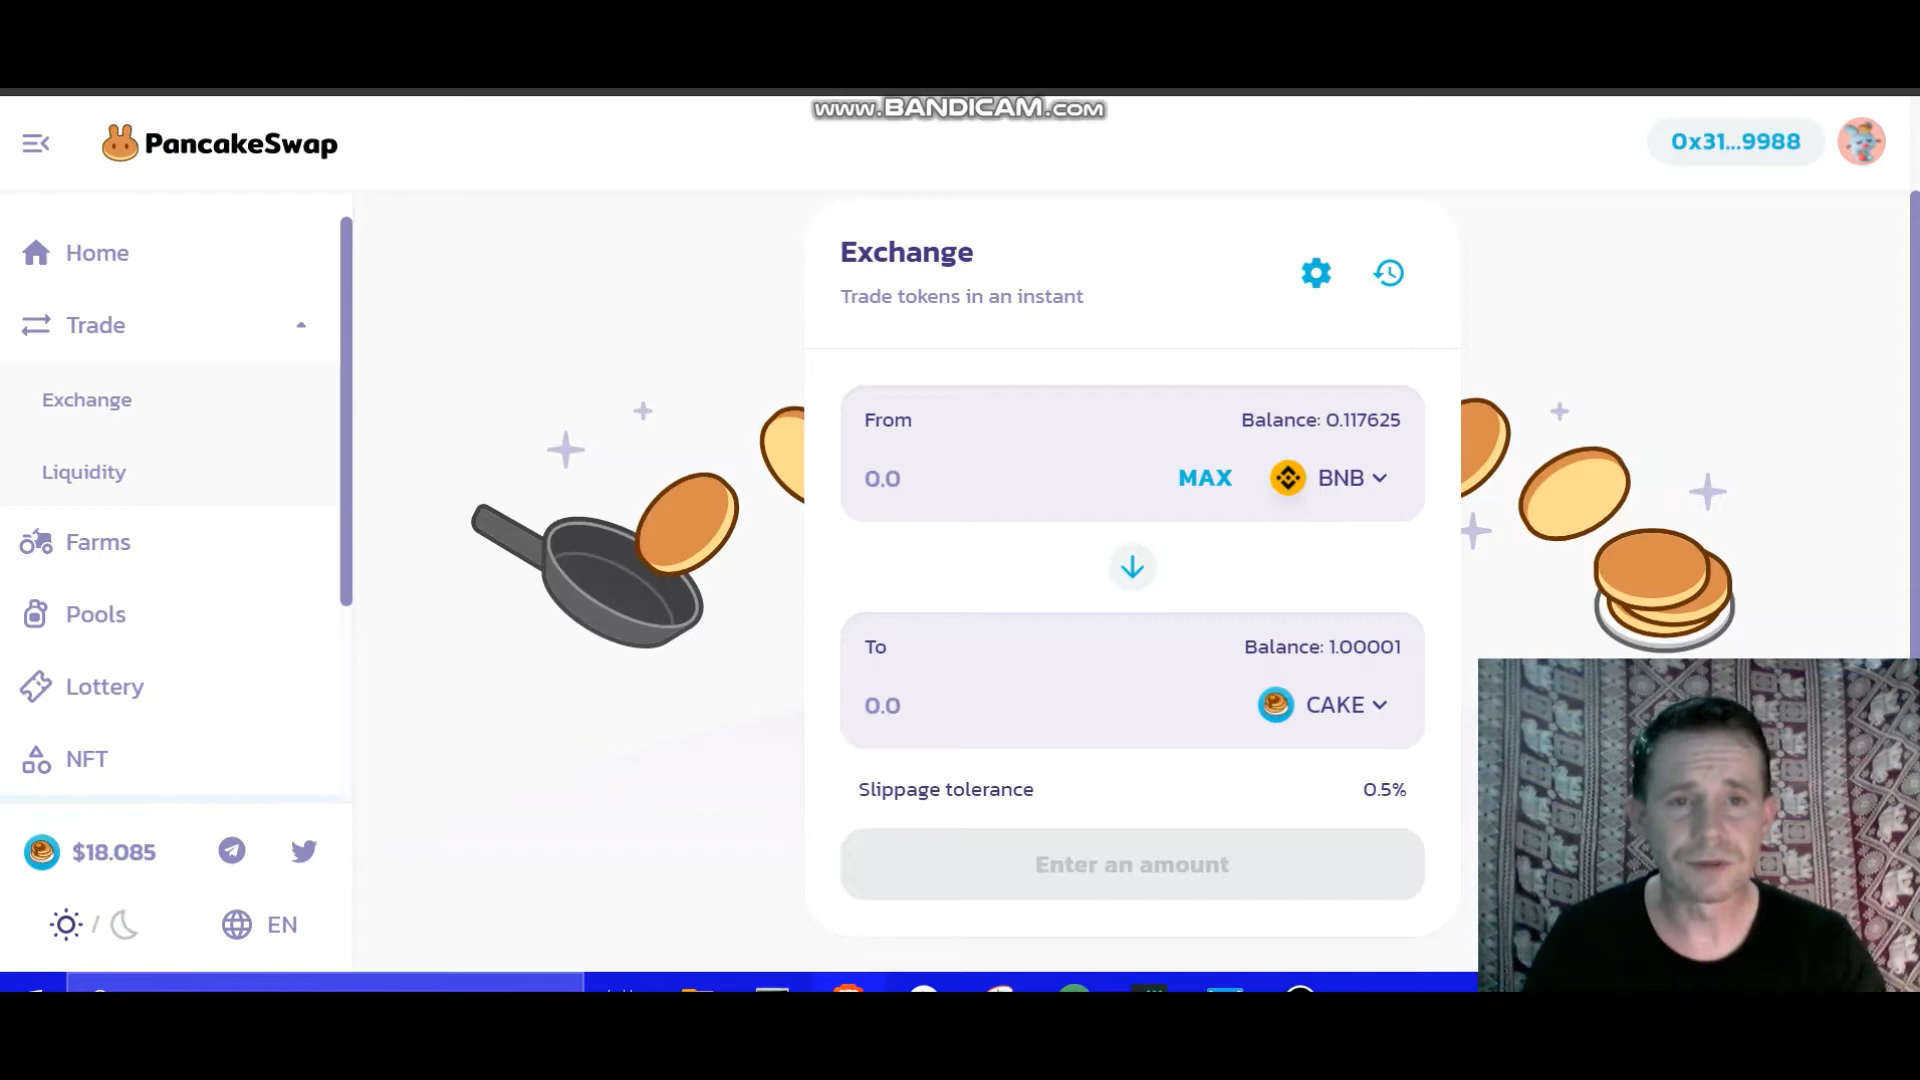 www.BANDICAM.com
PancakeSwap
0x31...9988
Home
Trade
Exchange
Liquidity
Farms
Pools
Lottery
NFT
$18.085
/
EN
Exchange
Trade tokens in an instant
From
Balance: 0.117625
0.0
MAX
BNB
To
Balance: 1.00001
0.0
CAKE
Slippage tolerance
0.5%
Enter an amount